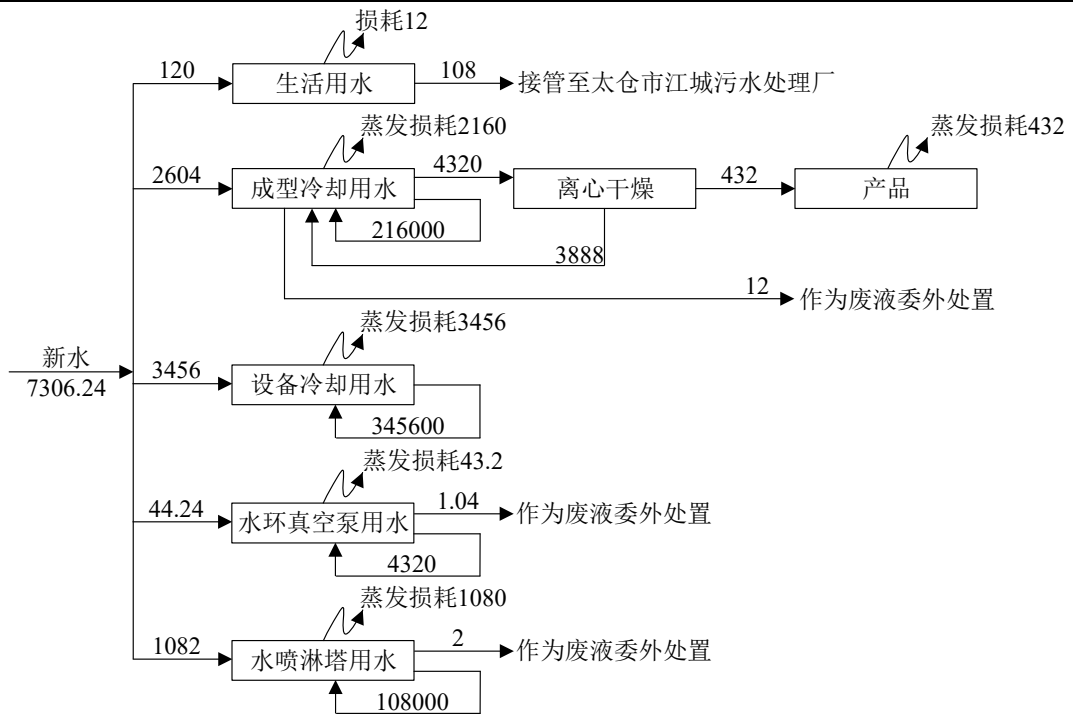 损耗12
120
生活用水
108
接管至太仓市江城污水处理厂
蒸发损耗2160
蒸发损耗432
2604
成型冷却用水
4320
离心干燥
432
产品
216000
3888
12
作为废液委外处置
蒸发损耗3456
新水
7306.24
3456
设备冷却用水
345600
蒸发损耗43.2
44.24
水环真空泵用水
1.04
作为废液委外处置
4320
蒸发损耗1080
1082
水喷淋塔用水
2
作为废液委外处置
108000